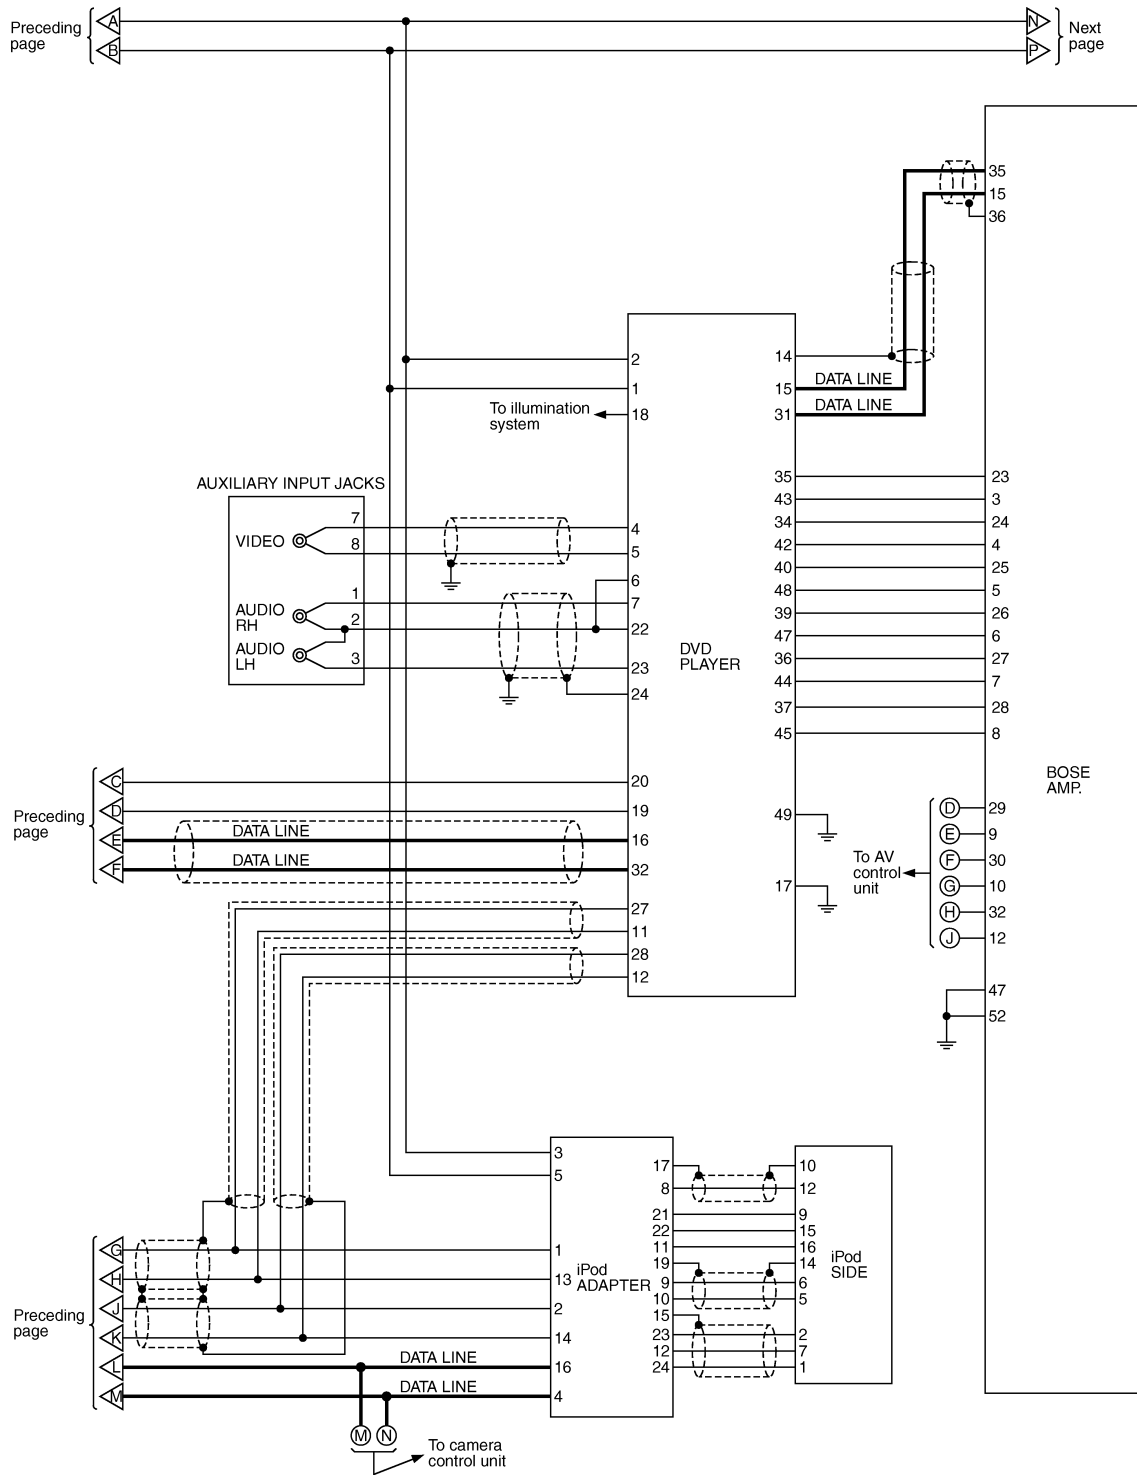 Preceding
page
A
B
N
P
Next
page
35
15
36
2
1
18
To illumination
system
14
15
31
DATA LINE
DATA LINE
AUXILIARY INPUT JACKS
VIDEO
7
8
AUDIO
RH
1
2
AUDIO
LH
3
4
5
6
7
22
23
24
DVD
PLAYER
35
43
34
42
40
48
39
47
36
44
37
45
23
3
24
4
25
5
26
6
27
7
28
8
BOSE
AMP.
Preceding
page
C
D
E
F
DATA LINE
DATA LINE
20
19
16
32
27
11
28
12
49
17
To AV
control
unit
D
E
F
G
H
J
29
9
30
10
32
12
47
52
Preceding
page
G
H
J
K
L
M
DATA LINE
DATA LINE
3
5
1
13
2
14
16
4
iPod
ADAPTER
17
8
21
22
11
19
9
10
15
23
12
24
10
12
9
15
16
14
6
5
2
7
1
iPod
SIDE
M
N
To camera
control unit